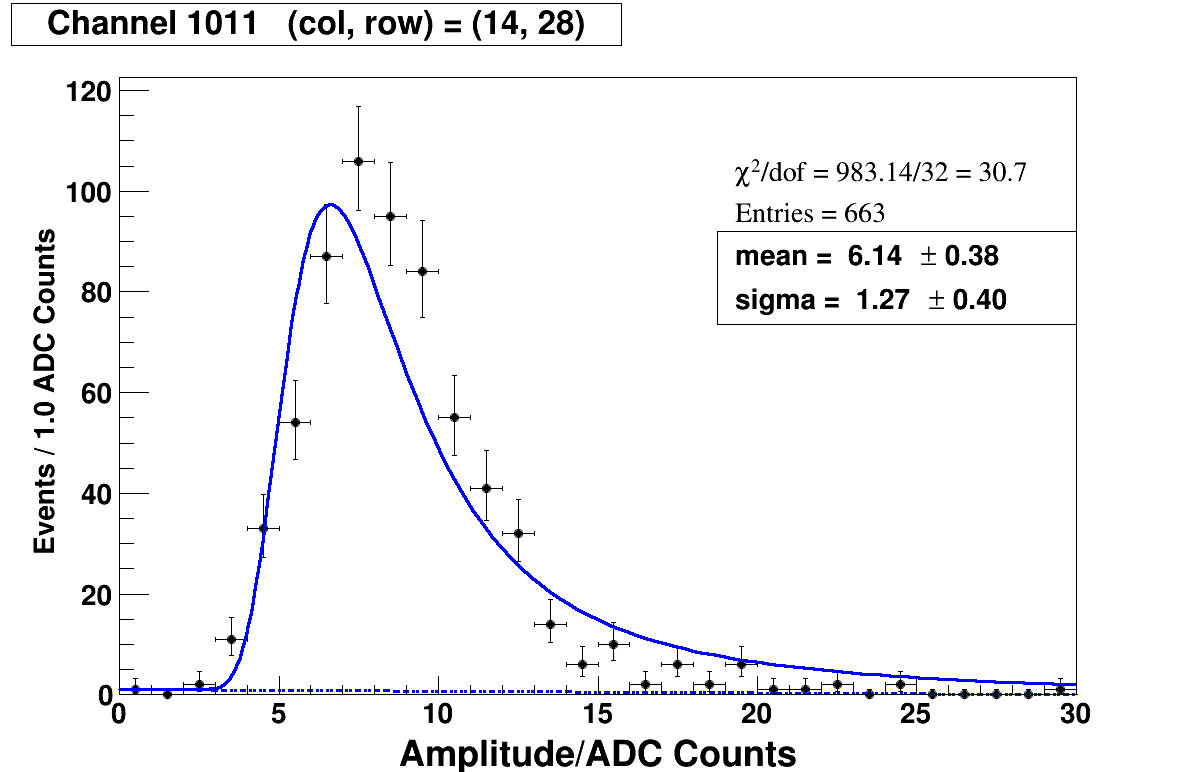 Channel 1011 (col, row) = (14, 28)
120
100
80
60
40
20
0
Events / 1.0 ADC Counts
χ²/dof = 983.14/32 = 30.7
Entries = 663
mean = 6.14 ± 0.38
sigma = 1.27 ± 0.40
0 5 10 15 20 25 30
Amplitude/ADC Counts